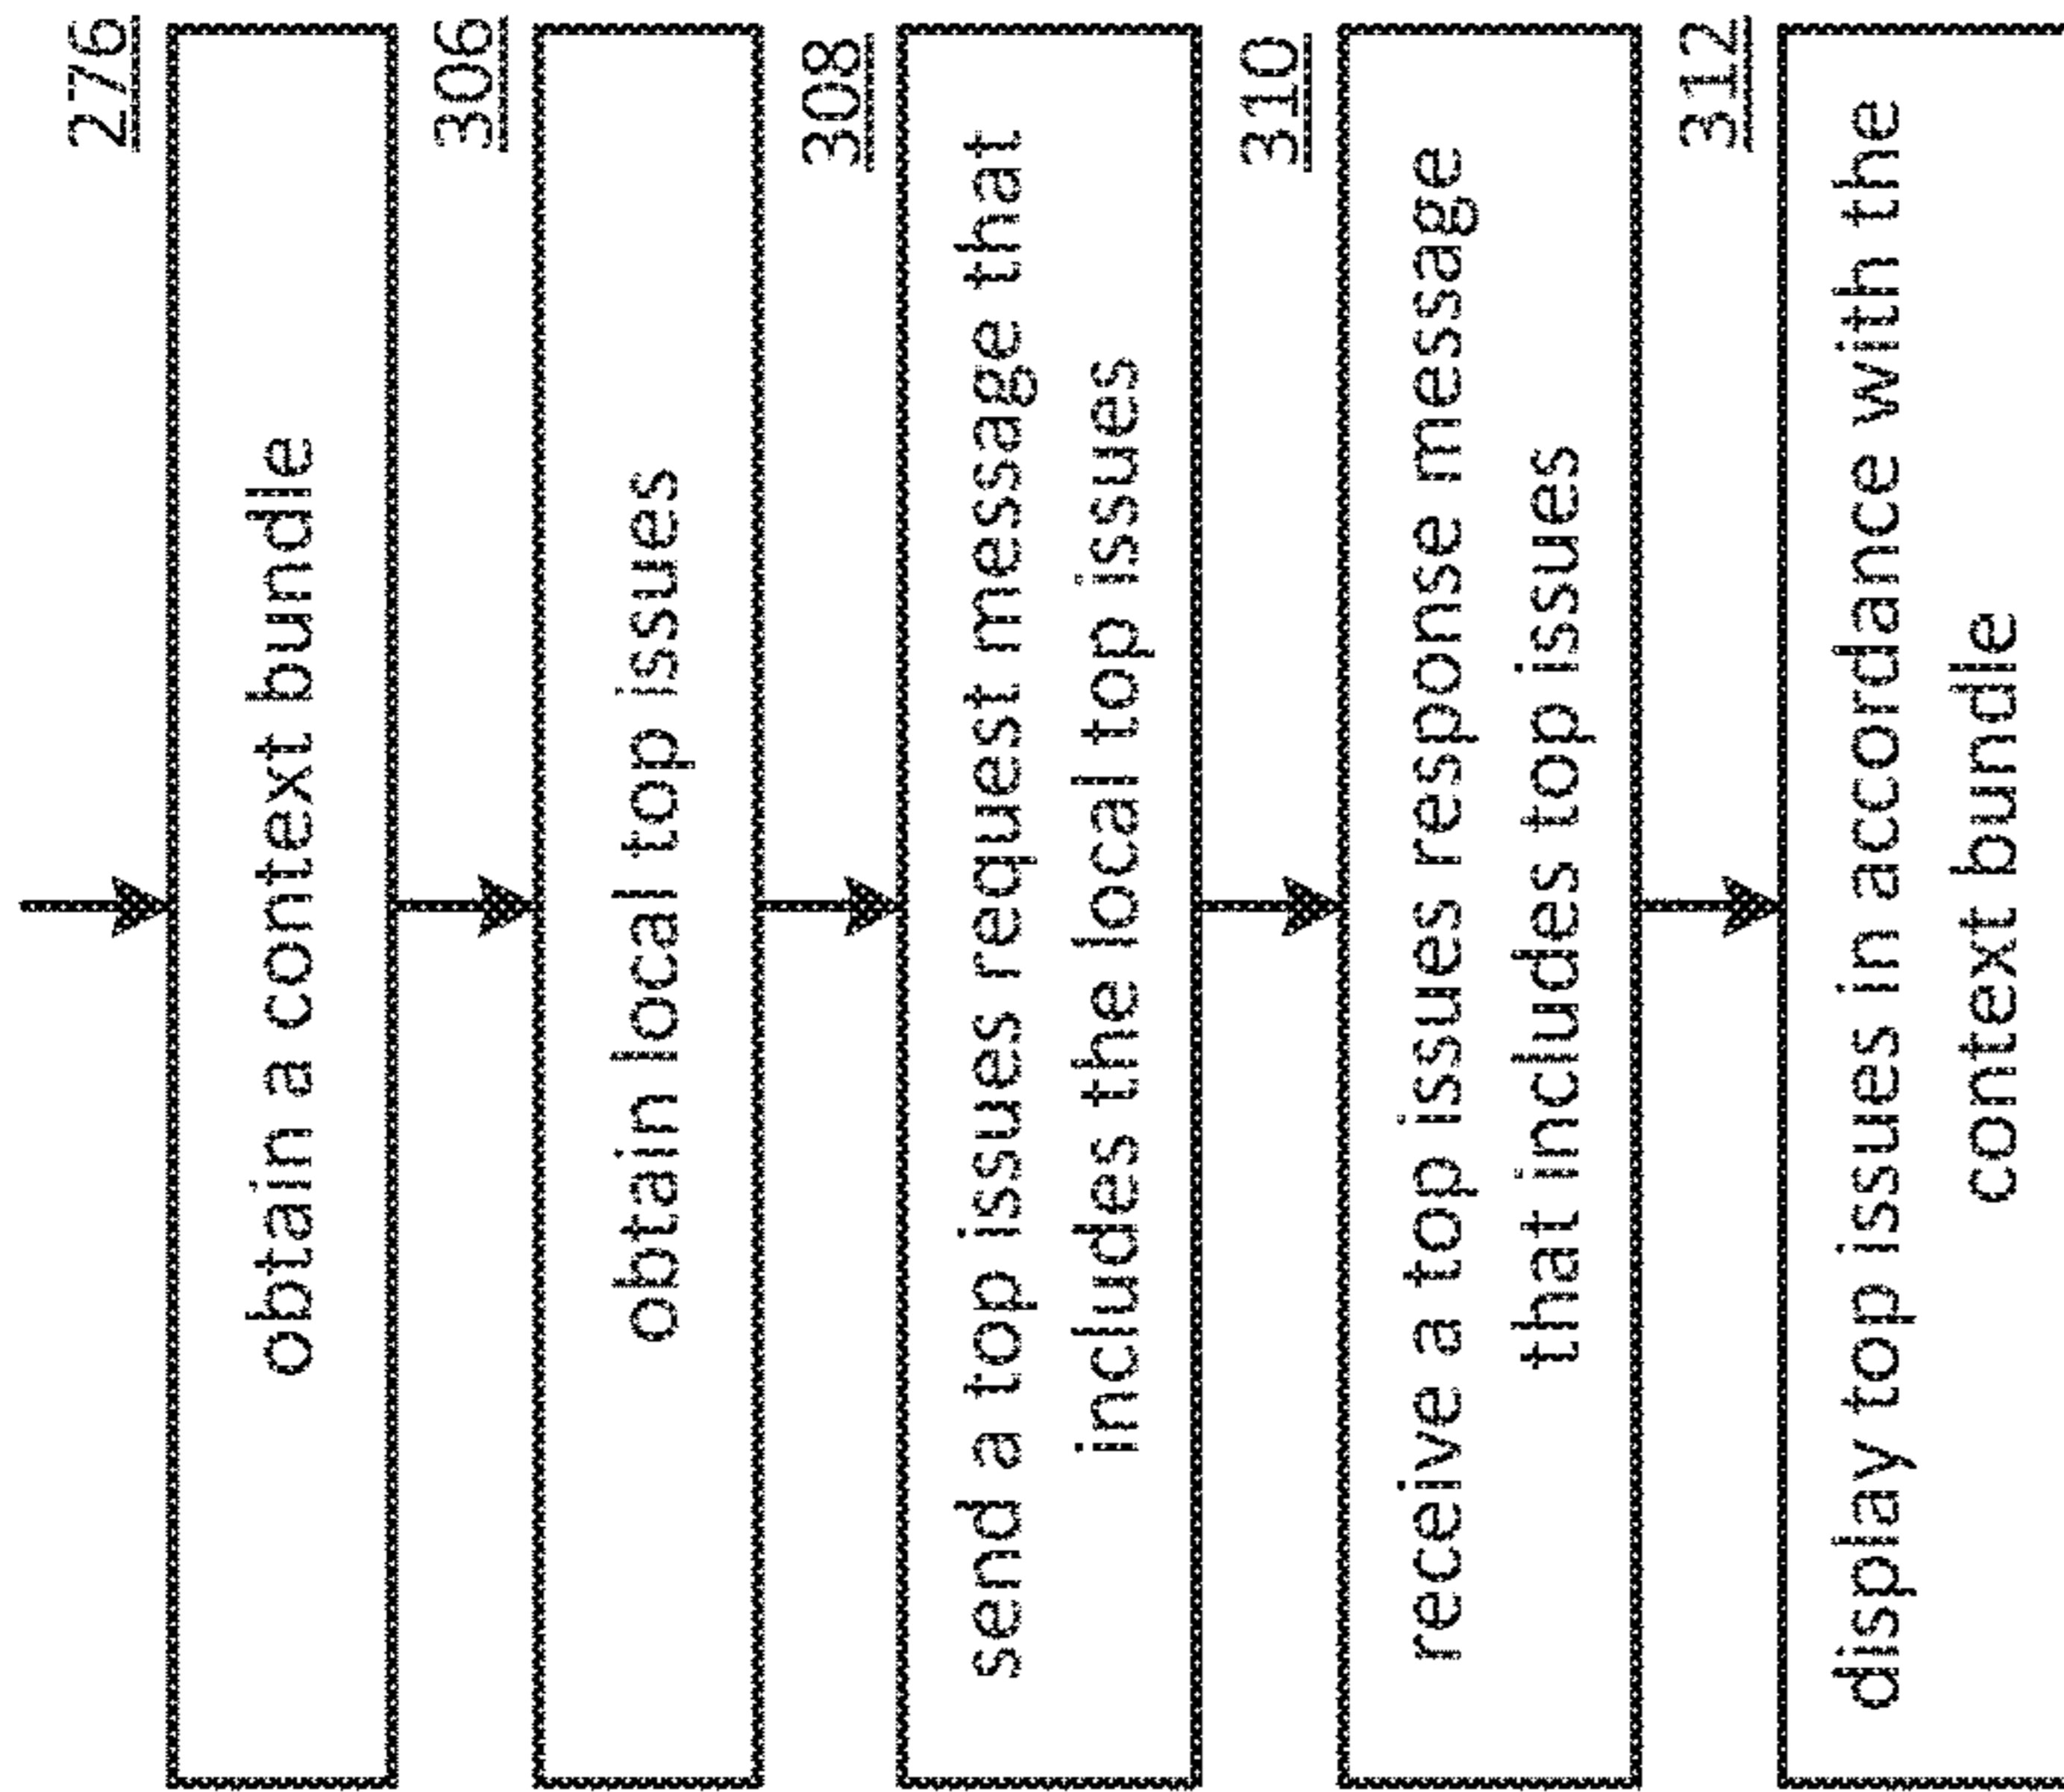 276
obtain a context bundle
306
obtain local top issues
308
send a top issues request message that
includes the local top issues
310
receive a top issues response message
that includes top issues
312
display top issues in accordance with the
context bundle